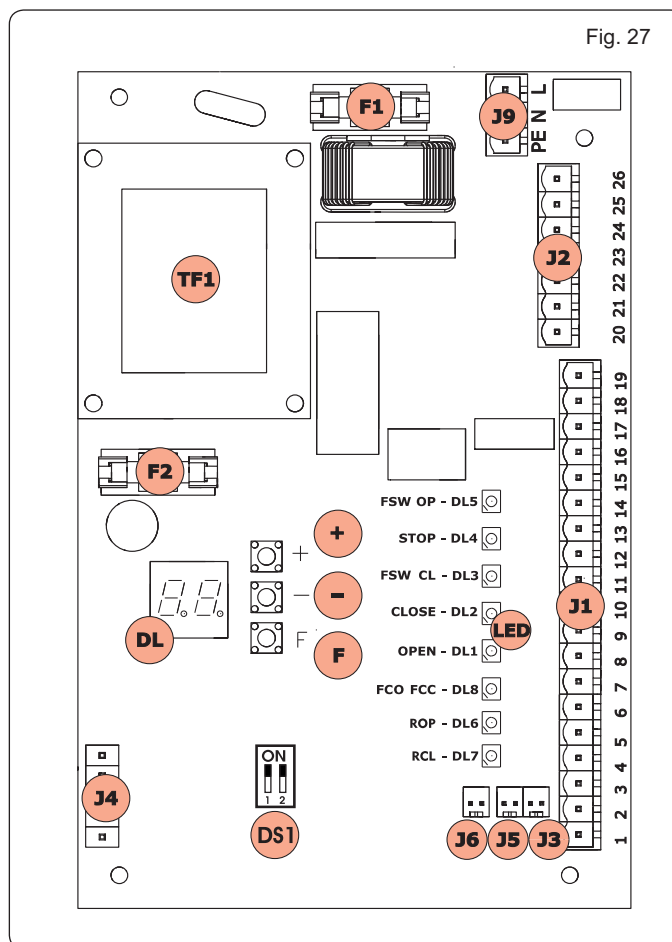 Fig. 27
F1
J9
PE N L
TF1
J2
20 21 22 23 24 25 26
F2
FSW OP - DL5
STOP - DL4
FSW CL - DL3
CLOSE - DL2
OPEN - DL1
FCO FCC - DL8
ROP - DL6
RCL - DL7
LED
+ +
- -
F F
8.8.
DL
J1
1 2 3 4 5 6 7 8 9 10 11 12 13 14 15 16 17 18 19
J4
ON
1 2
DS1
J6 J5 J3